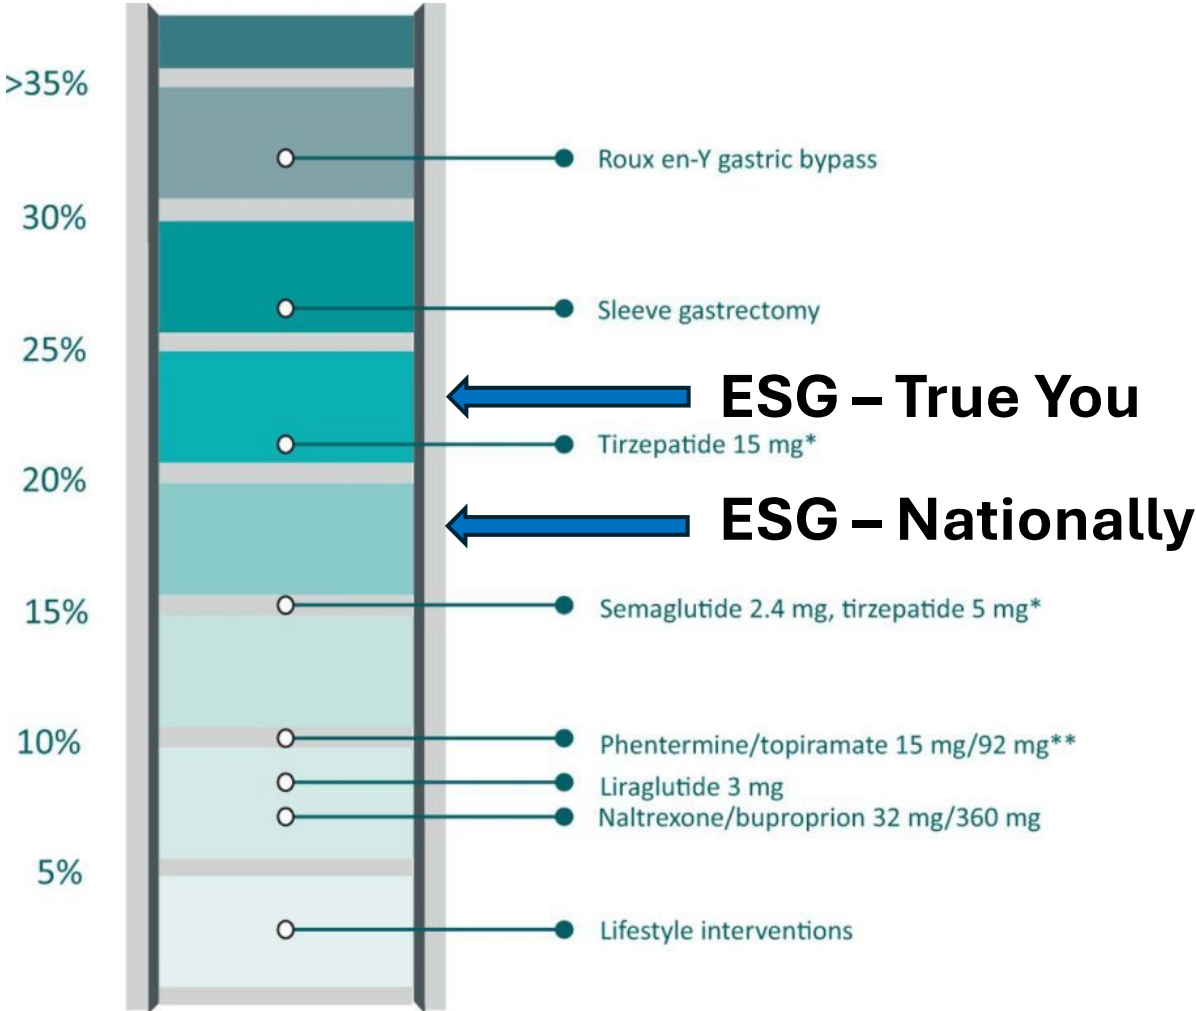 >35%
Roux en-Y gastric bypass
30%
Sleeve gastrectomy
25%
ESG – True You
Tirzepatide 15 mg*
20%
ESG – Nationally
15%
Semaglutide 2.4 mg, tirzepatide 5 mg*
10%
Phentermine/topiramate 15 mg/92 mg**
Liraglutide 3 mg
Naltrexone/buproprion 32 mg/360 mg
5%
Lifestyle interventions